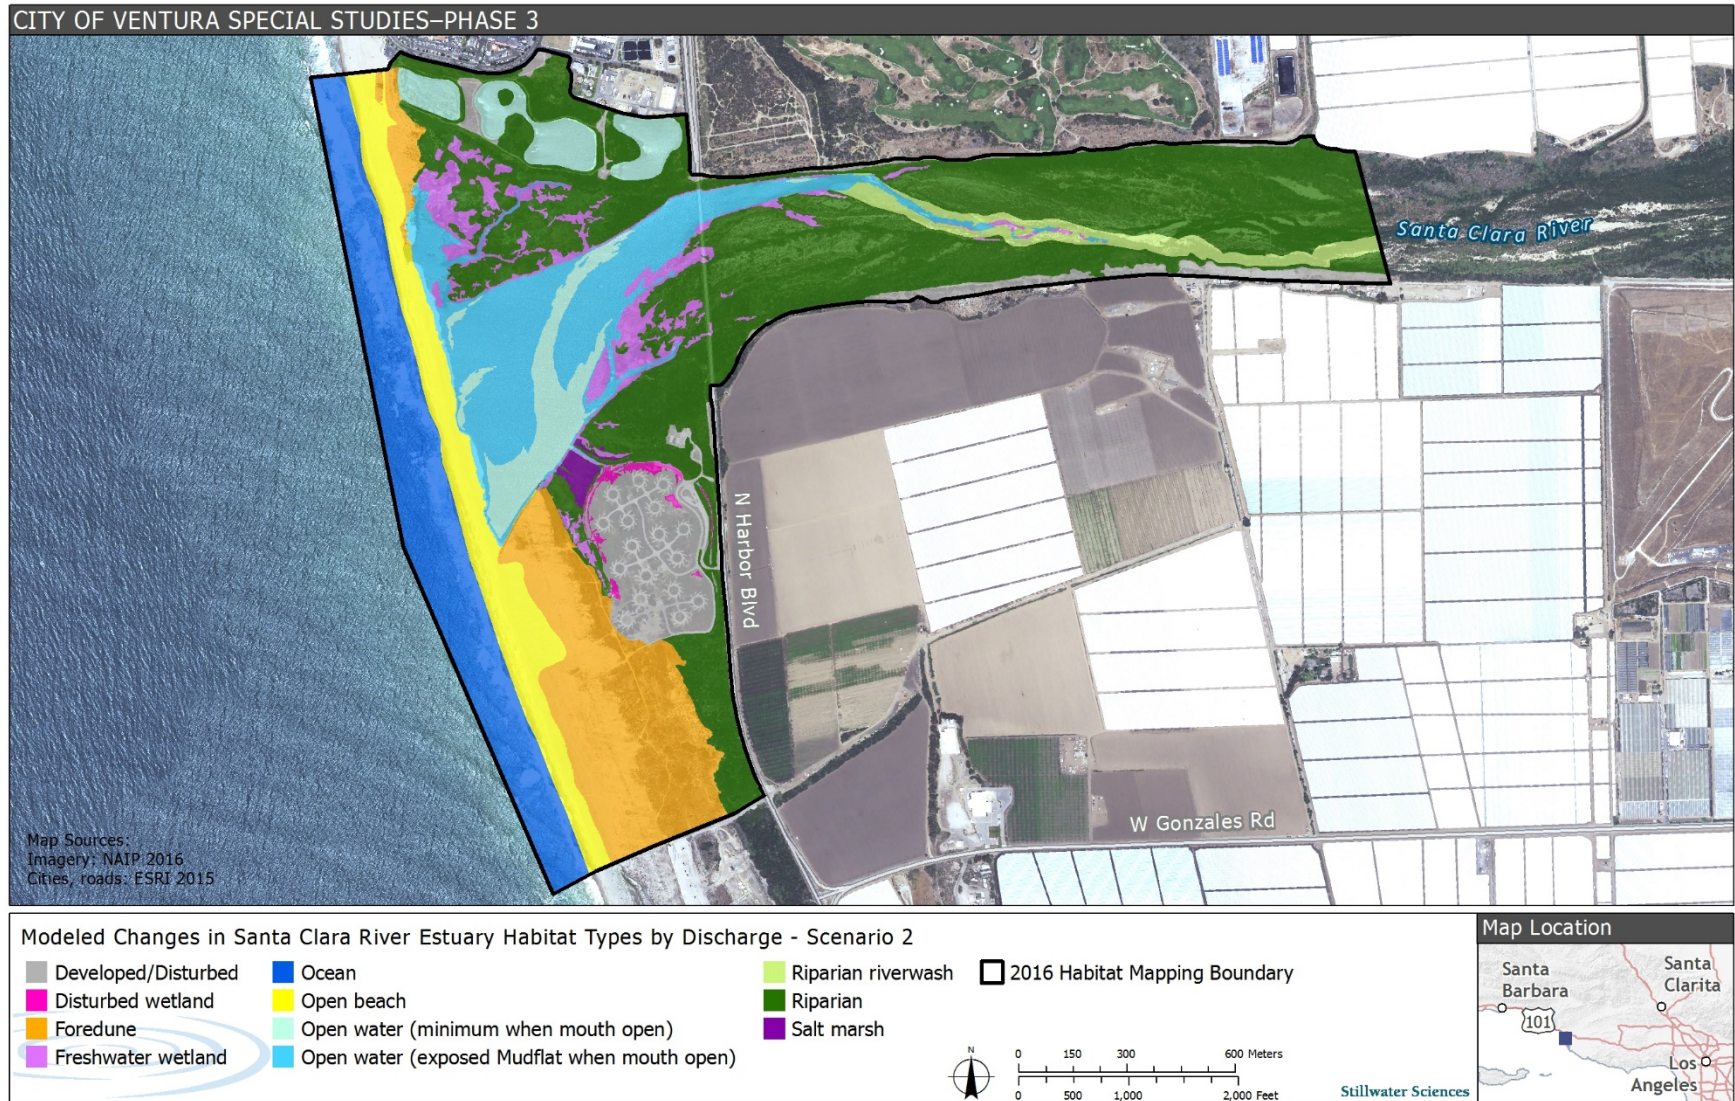 CITY OF VENTURA SPECIAL STUDIES–PHASE 3
Santa Clara River
N Harbor Blvd
W Gonzales Rd
Map Sources:
Imagery: NAIP 2016
Cities, roads: ESRI 2015
Modeled Changes in Santa Clara River Estuary Habitat Types by Discharge - Scenario 2
Developed/Disturbed
Disturbed wetland
Foredune
Freshwater wetland
Ocean
Open beach
Open water (minimum when mouth open)
Open water (exposed Mudflat when mouth open)
Riparian riverwash
Riparian
Salt marsh
2016 Habitat Mapping Boundary
N
0 150 300 600 Meters
0 500 1,000 2,000 Feet
Stillwater Sciences
Map Location
Santa
Barbara
Santa
Clarita
101
Los
Angeles